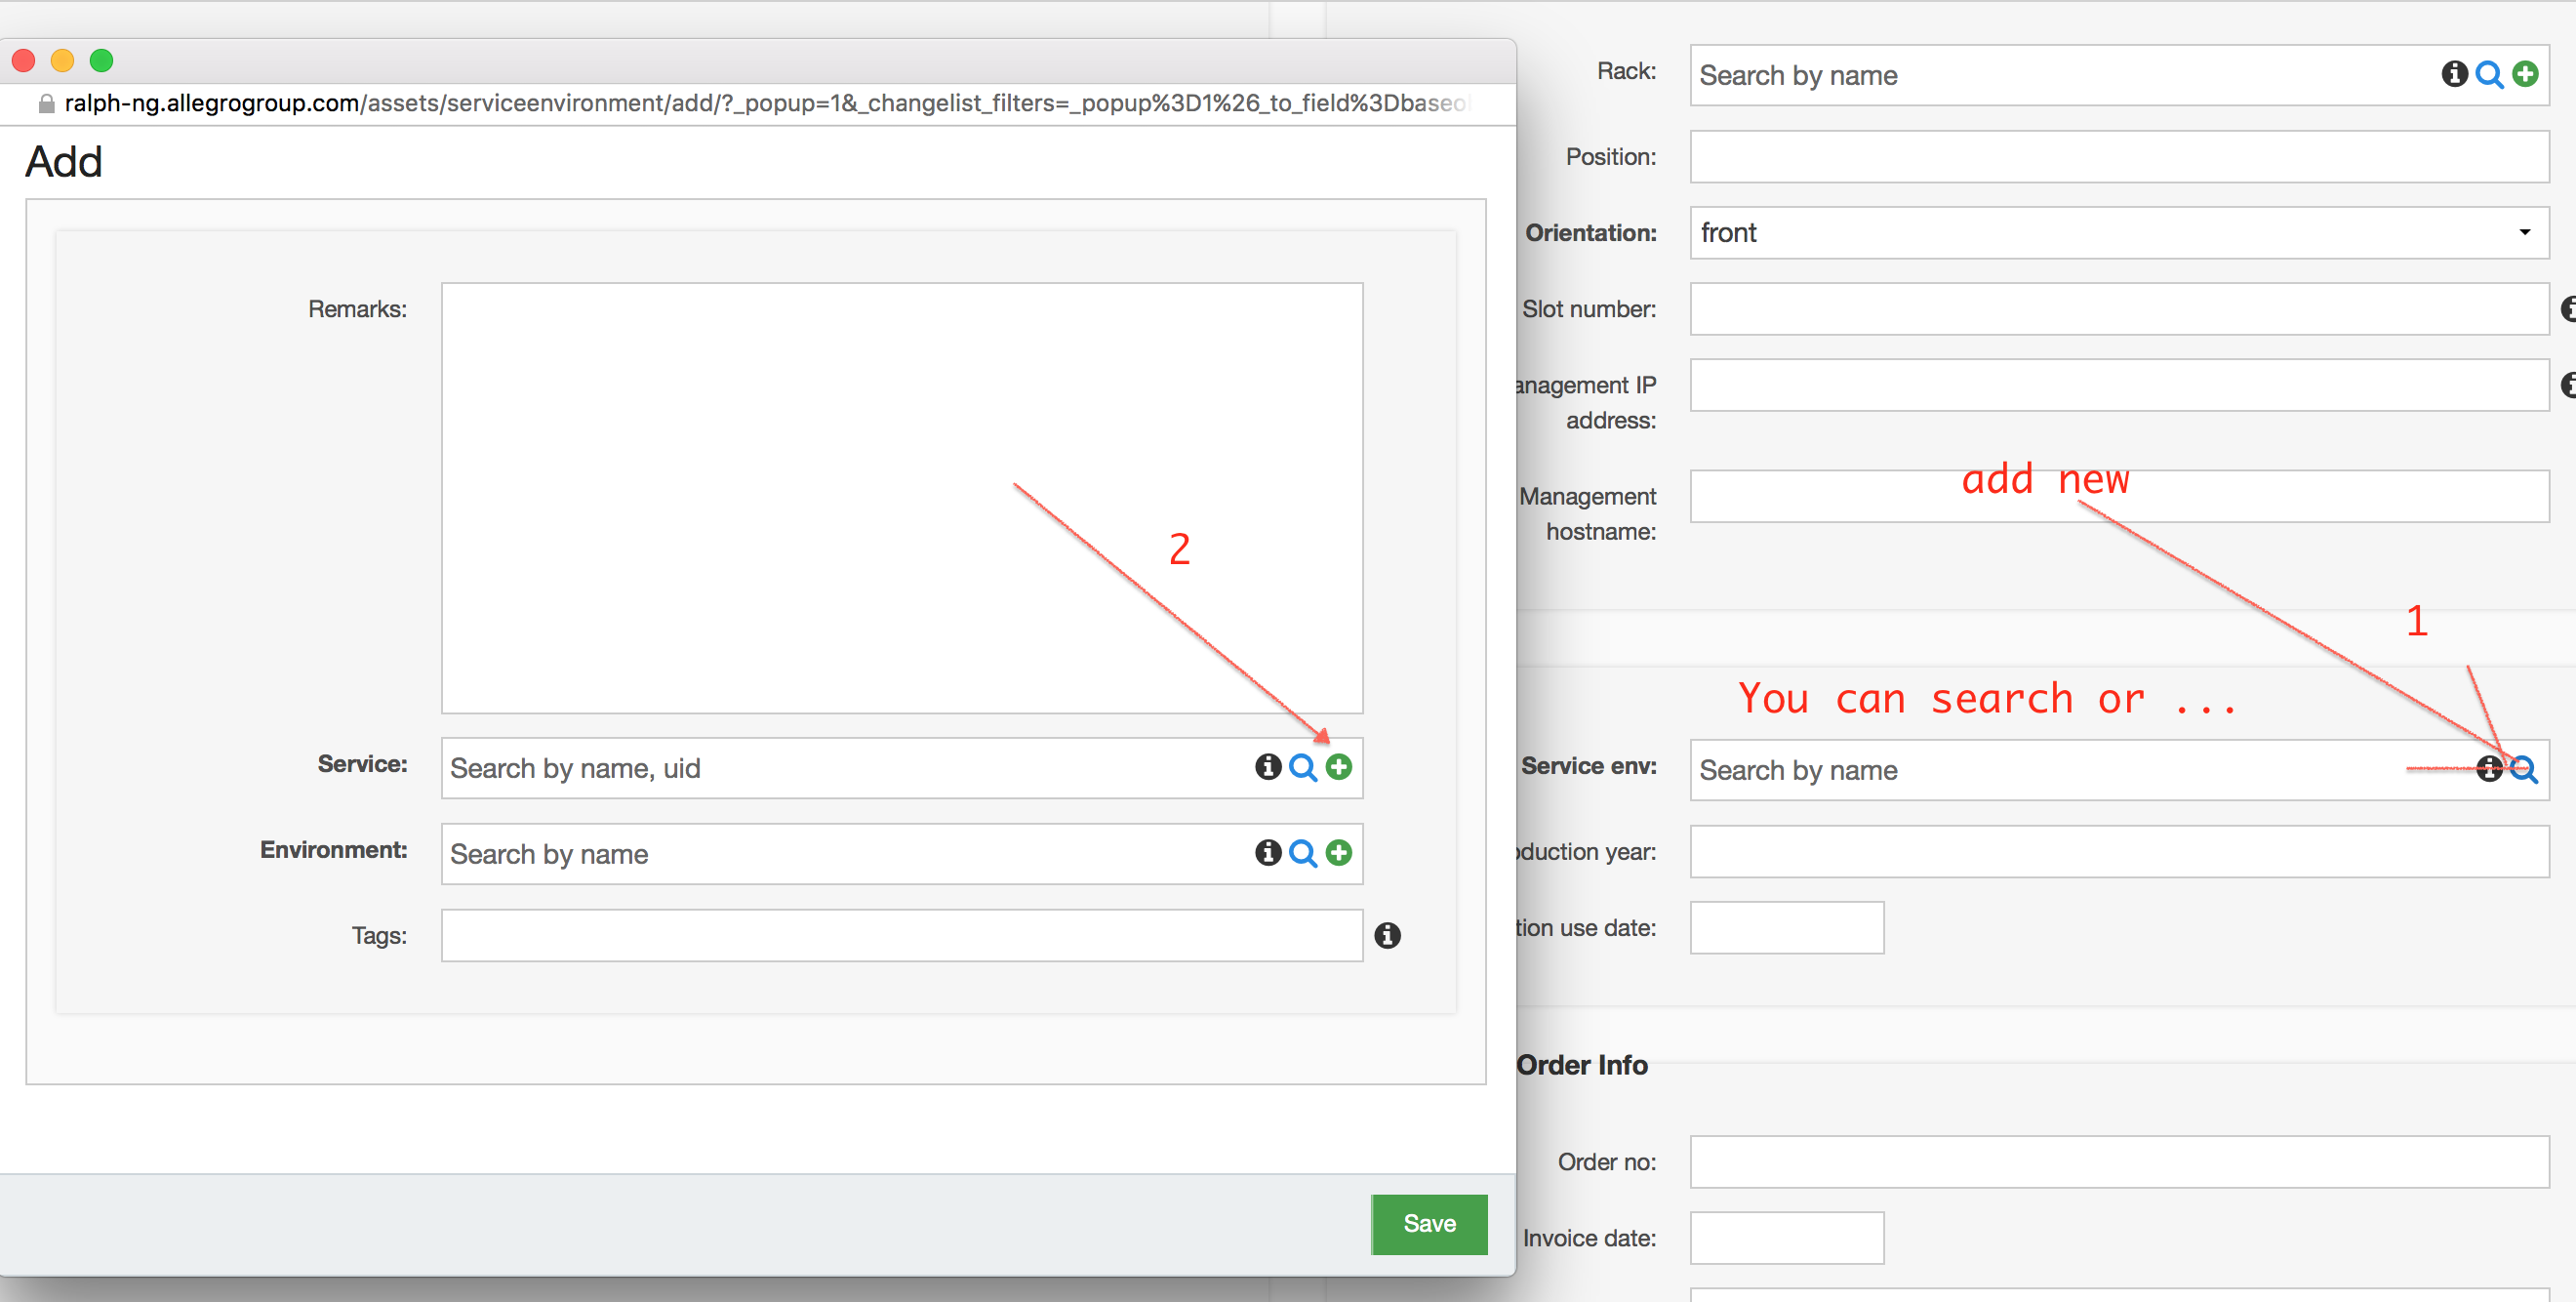 ralph-ng.allegrogroup.com/assets/serviceenvironment/add/?_popup=1&_changelist_filters=_popup%3D1%26_to_field%3Dbaseo
Add
Remarks:
2
Service:
Search by name, uid
Environment:
Search by name
Tags:
Save
Rack:
Search by name
Position:
Orientation:
front
Slot number:
anagement IP
address:
add new
Management
hostname:
1
You can search or ...
Service env:
Search by name
oduction year:
tion use date:
Order Info
Order no:
Invoice date: